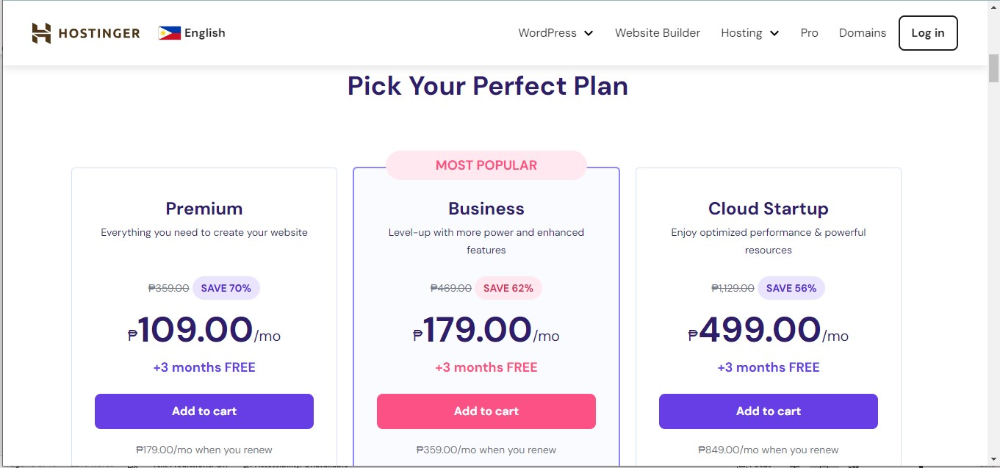 HOSTINGER English WordPress Website Builder Hosting Pro Domains Log in
Pick Your Perfect Plan
MOST POPULAR
Premium
Everything you need to create your website
₱359.00 SAVE 70%
₱109.00/mo
+3 months FREE
Add to cart
₱179.00/mo when you renew
Business
Level-up with more power and enhanced
features
₱469.00 SAVE 62%
₱179.00/mo
+3 months FREE
Add to cart
₱359.00/mo when you renew
Cloud Startup
Enjoy optimized performance & powerful
resources
₱1,129.00 SAVE 56%
₱499.00/mo
+3 months FREE
Add to cart
₱849.00/mo when you renew